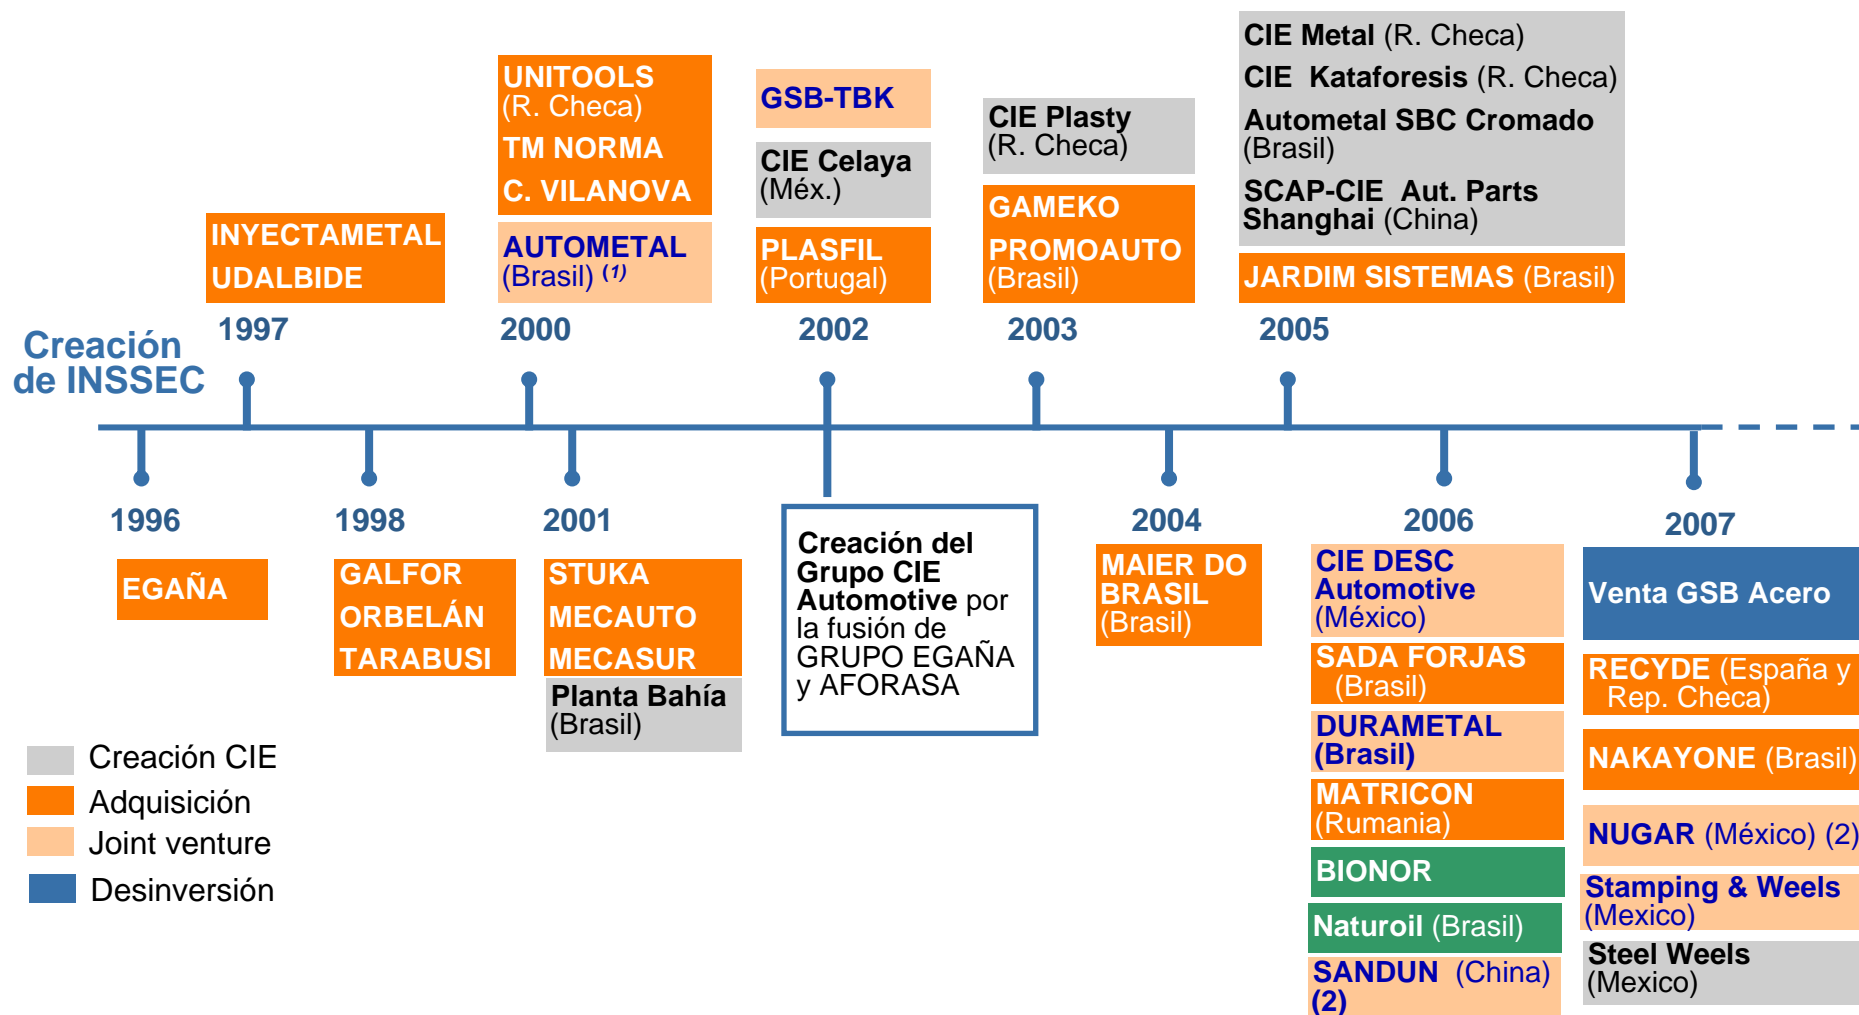 Creación
de INSSEC
1996
EGAÑA
INYECTAMETAL
UDALBIDE
1997
1998
GALFOR
ORBELÁN
TARABUSI
UNITOOLS
(R. Checa)
TM NORMA
C. VILANOVA
AUTOMETAL
(Brasil) (1)
2000
2001
STUKA
MECAUTO
MECASUR
Planta Bahía
(Brasil)
GSB-TBK
CIE Celaya
(Méx.)
PLASFIL
(Portugal)
2002
Creación del
Grupo CIE
Automotive por
la fusión de
GRUPO EGAÑA
y AFORASA
CIE Plasty
(R. Checa)
GAMEKO
PROMOAUTO
(Brasil)
2003
2004
MAIER DO
BRASIL
(Brasil)
CIE Metal (R. Checa)
CIE Kataforesis (R. Checa)
Autometal SBC Cromado
(Brasil)
SCAP-CIE Aut. Parts
Shanghai (China)
JARDIM SISTEMAS (Brasil)
2005
2006
CIE DESC
Automotive
(México)
SADA FORJAS
(Brasil)
DURAMETAL
(Brasil)
MATRICON
(Rumania)
BIONOR
Naturoil (Brasil)
SANDUN (China)
(2)
2007
Venta GSB Acero
RECYDE (España y
Rep. Checa)
NAKAYONE (Brasil)
NUGAR (México) (2)
Stamping & Weels
(Mexico)
Steel Weels
(Mexico)
Creación CIE
Adquisición
Joint venture
Desinversión